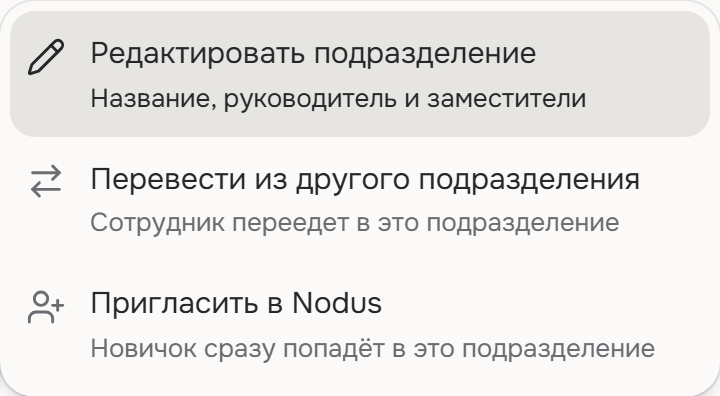 Редактировать подразделение
Название, руководитель и заместители
Перевести из другого подразделения
Сотрудник переедет в это подразделение
Пригласить в Nodus
Новичок сразу попадёт в это подразделение